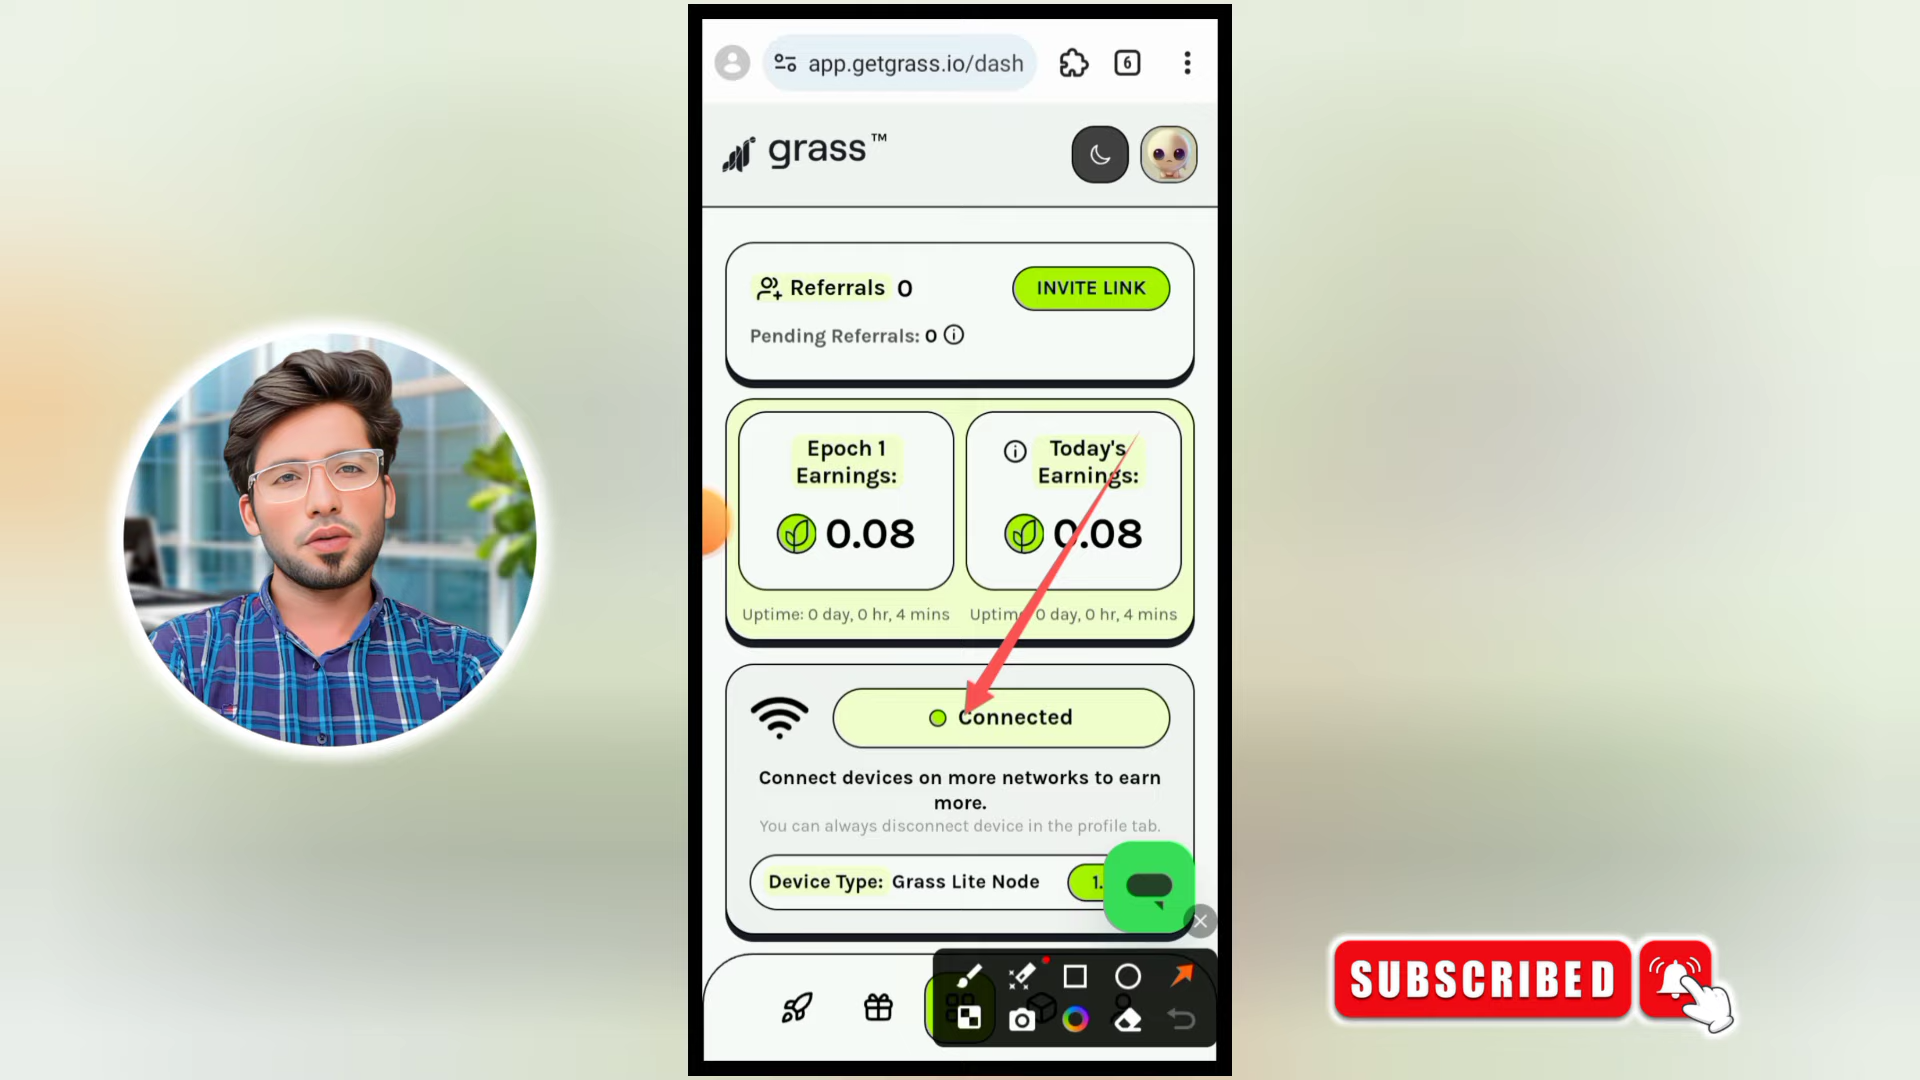 6
app.getgrass.io/dash
grass™
Referrals 0
INVITE LINK
Pending Referrals: 0
Epoch 1
Earnings:
0.08
Uptime: 0 day, 0 hr, 4 mins
Today's
Earnings:
0.08
Uptime: 0 day, 0 hr, 4 mins
Connected
Connect devices on more networks to earn
more.
You can always disconnect device in the profile tab.
Device Type: Grass Lite Node
1.
SUBSCRIBED